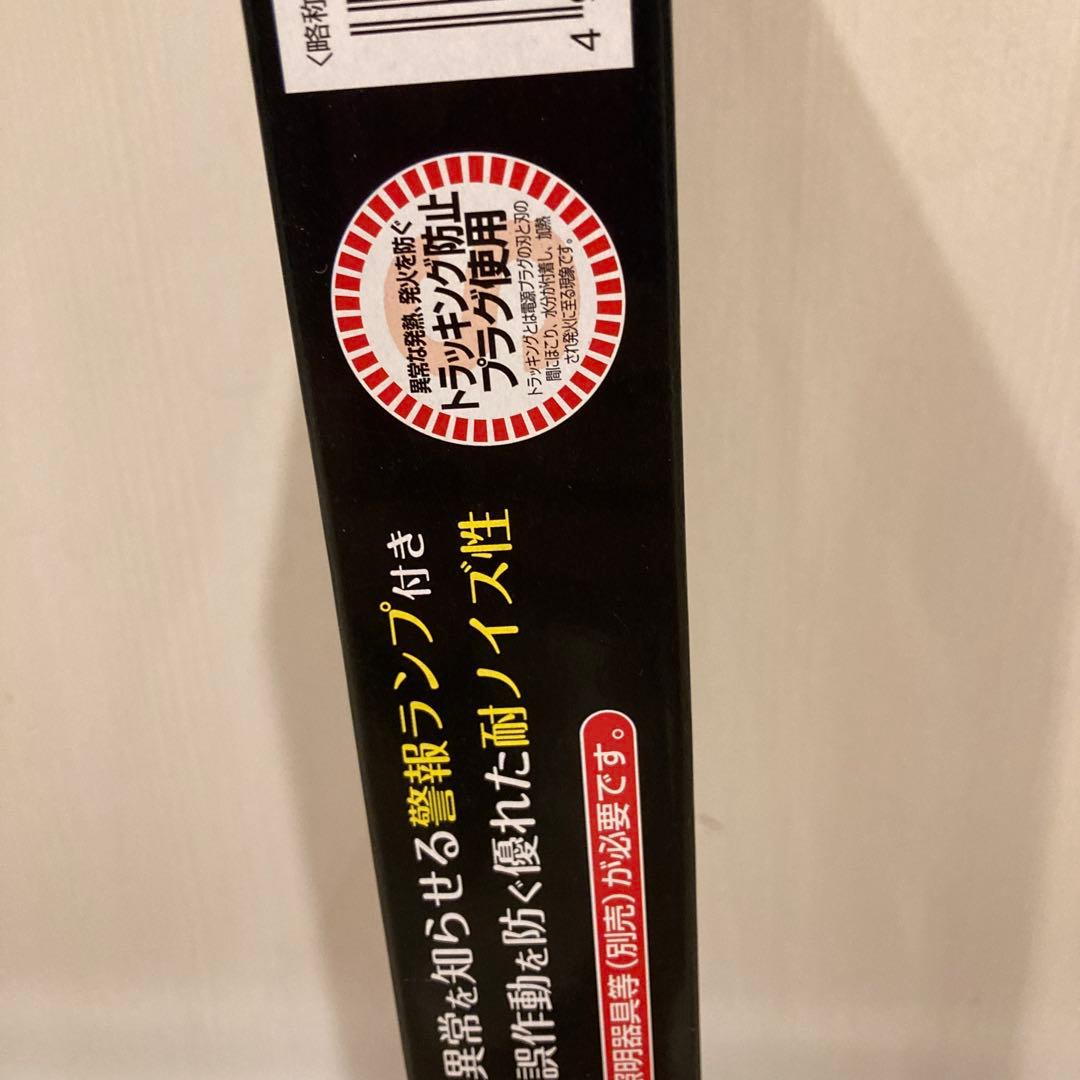 〈略称
4
異常な発熱、発火を防ぐ
トラッキング防止
プラグ使用
トラッキングとは電源プラグの刃と刃の
間にほこり、水分が付着し、加熱
され発火に至る現象です。
異常を知らせる警報ランプ付き
誤作動を防ぐ優れた耐ノイズ性
照明器具等(別売)が必要です。